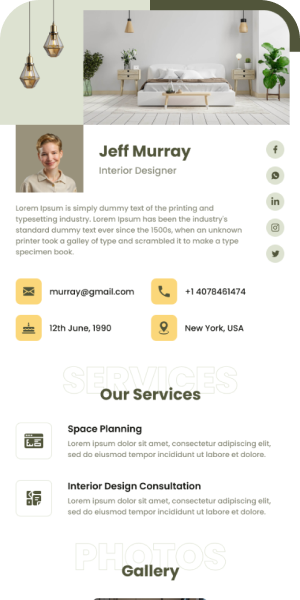 Jeff Murray
Interior Designer
Lorem Ipsum is simply dummy text of the printing and
typesetting industry. Lorem Ipsum has been the industry's
standard dummy text ever since the 1500s, when an unknown
printer took a galley of type and scrambled it to make a type
specimen book.
murray@gmail.com
+1 4078461474
12th June, 1990
New York, USA
SERVICES
Our Services
Space Planning
Lorem ipsum dolor sit amet, consectetur adipiscing elit,
sed do eiusmod tempor incididunt ut labore et dolore.
Interior Design Consultation
Lorem ipsum dolor sit amet, consectetur adipiscing elit,
sed do eiusmod tempor incididunt ut labore et dolore.
PHOTOS
Gallery